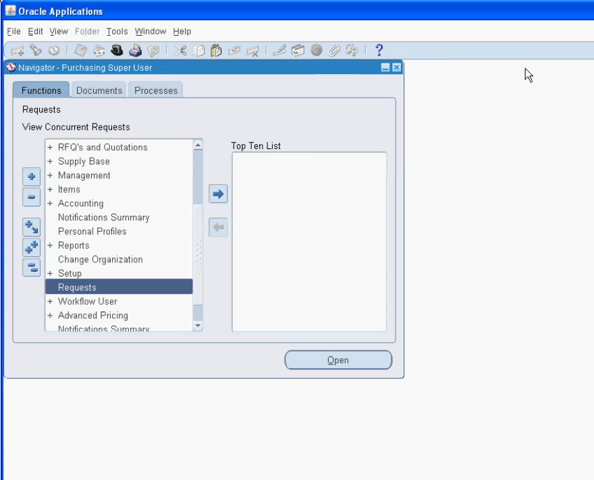 Oracle Applications
File Edit View Folder Tools Window Help
?
Navigator - Purchasing Super User
Functions Documents Processes
Requests
View Concurrent Requests
Top Ten List
+ RFQ's and Quotations
+ Supply Base
+ Management
+ Items
+ Accounting
Notifications Summary
Personal Profiles
+ Reports
Change Organization
+ Setup
Requests
+ Workflow User
+ Advanced Pricing
Notifications Summary
Open